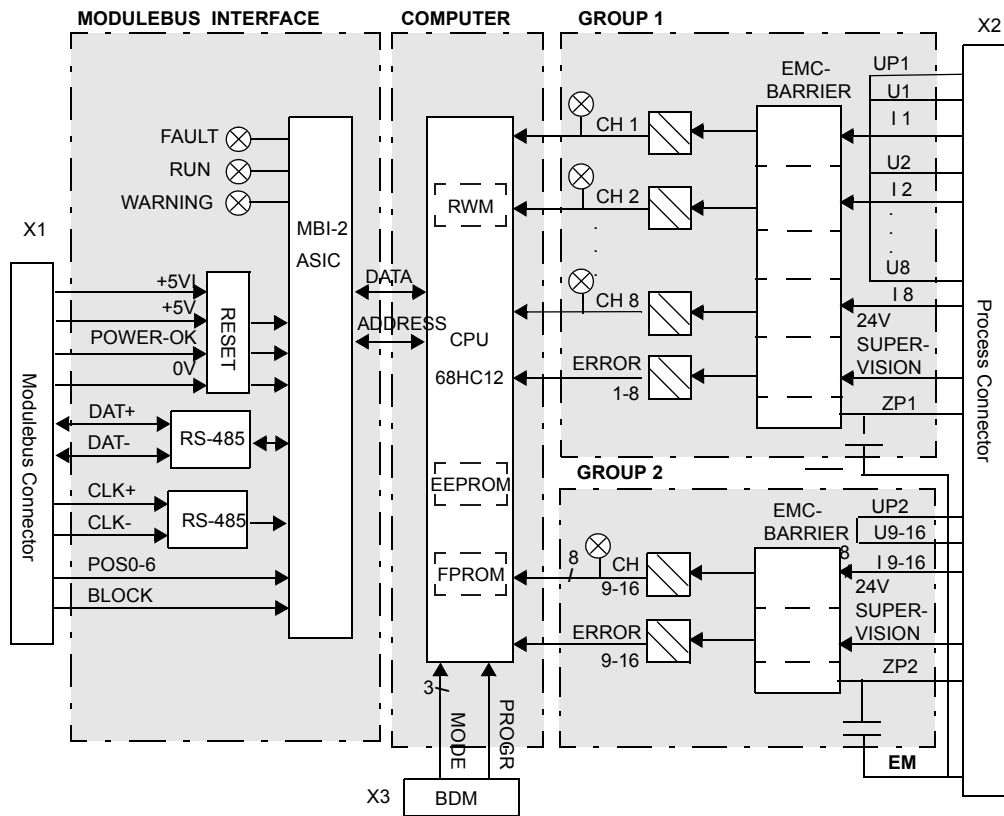 MODULEBUS INTERFACE
COMPUTER
GROUP 1
X2
EMC-
BARRIER
UP1
U1
I 1
U2
I 2
U8
I 8
24V
SUPER-
VISION
ZP1
Process Connector
CH 1
CH 2
CH 8
ERROR
1-8
FAULT
RUN
WARNING
MBI-2
ASIC
X1
Modulebus Connector
+5VI
+5V
POWER-OK
0V
RESET
DAT+
DAT-
RS-485
CLK+
CLK-
RS-485
POS0-6
BLOCK
DATA
ADDRESS
RWM
CPU
68HC12
EEPROM
FPROM
GROUP 2
EMC-
BARRIER
8
UP2
U9-16
I 9-16
24V
SUPER-
VISION
ZP2
8
/
CH
9-16
ERROR
9-16
3
MODE
PROGR
X3
BDM
EM